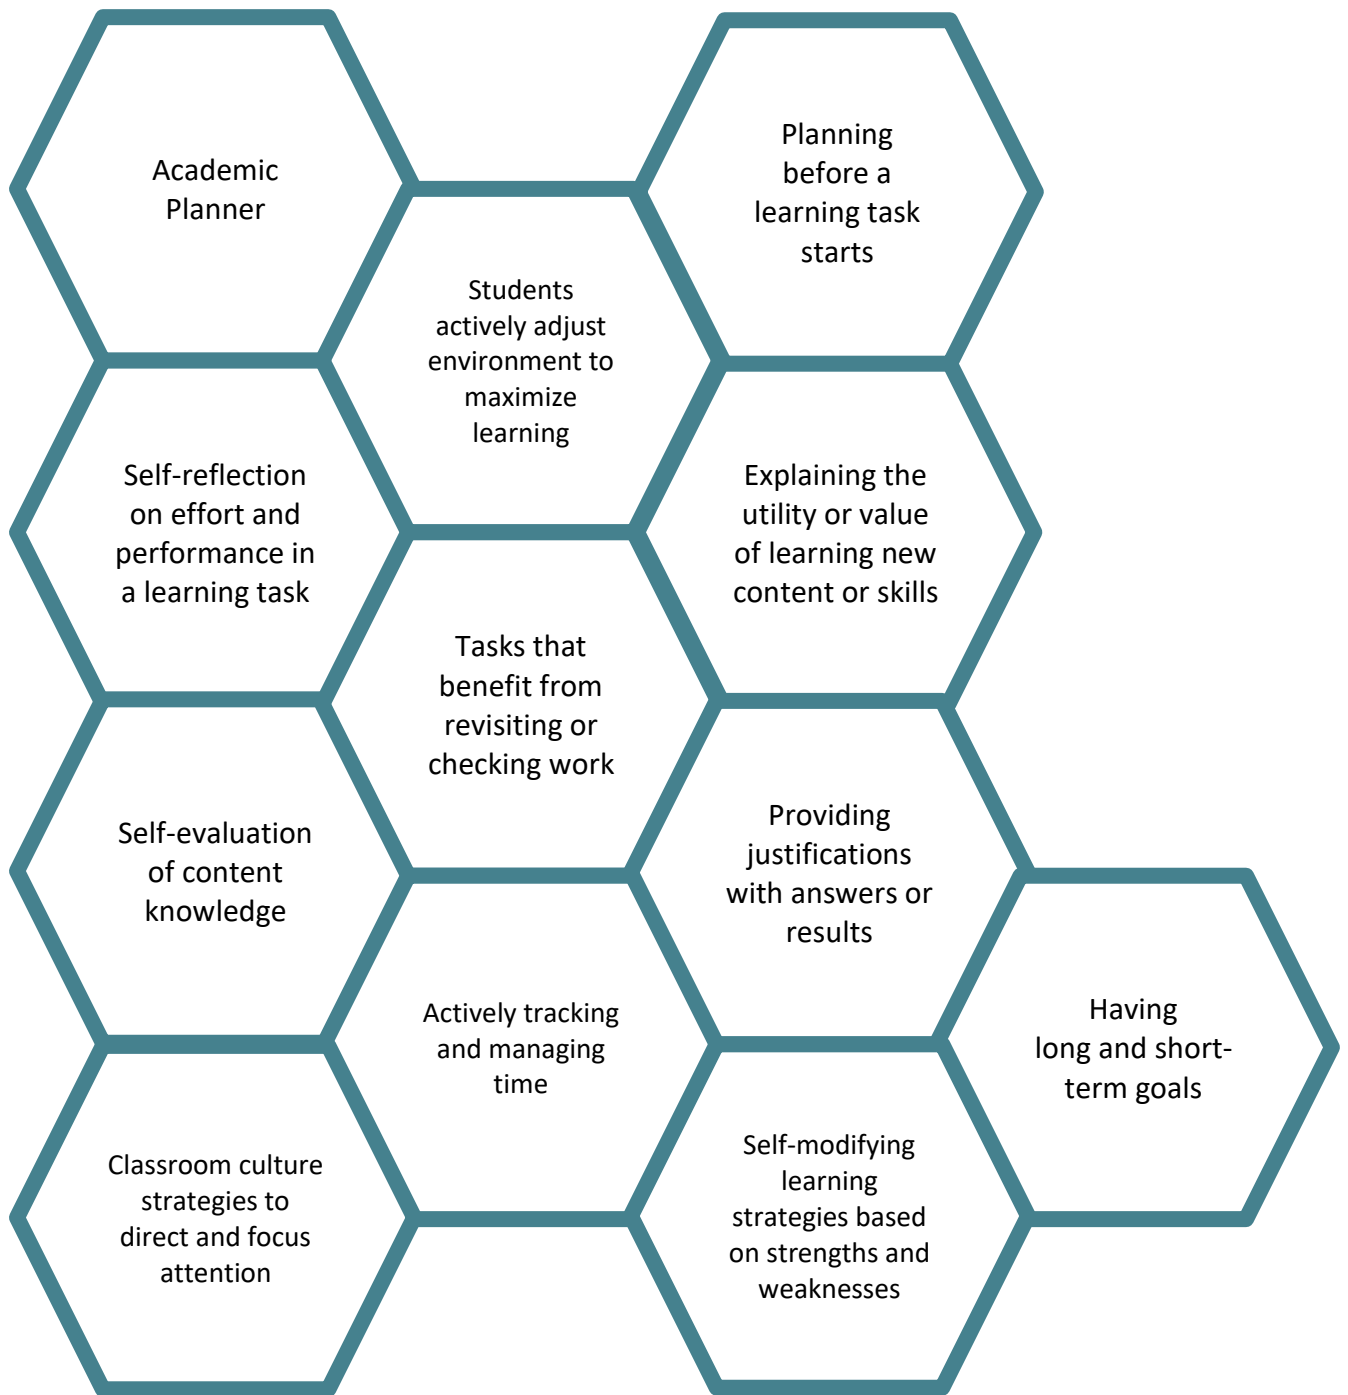 Academic
Planner
Planning
before a
learning task
starts
Students
actively adjust
environment to
maximize
learning
Self-reflection
on effort and
performance in
a learning task
Explaining the
utility or value
of learning new
content or skills
Tasks that
benefit from
revisiting or
checking work
Self-evaluation
of content
knowledge
Providing
justifications
with answers or
results
Actively tracking
and managing
time
Having
long and short-
term goals
Classroom culture
strategies to
direct and focus
attention
Self-modifying
learning
strategies based
on strengths and
weaknesses